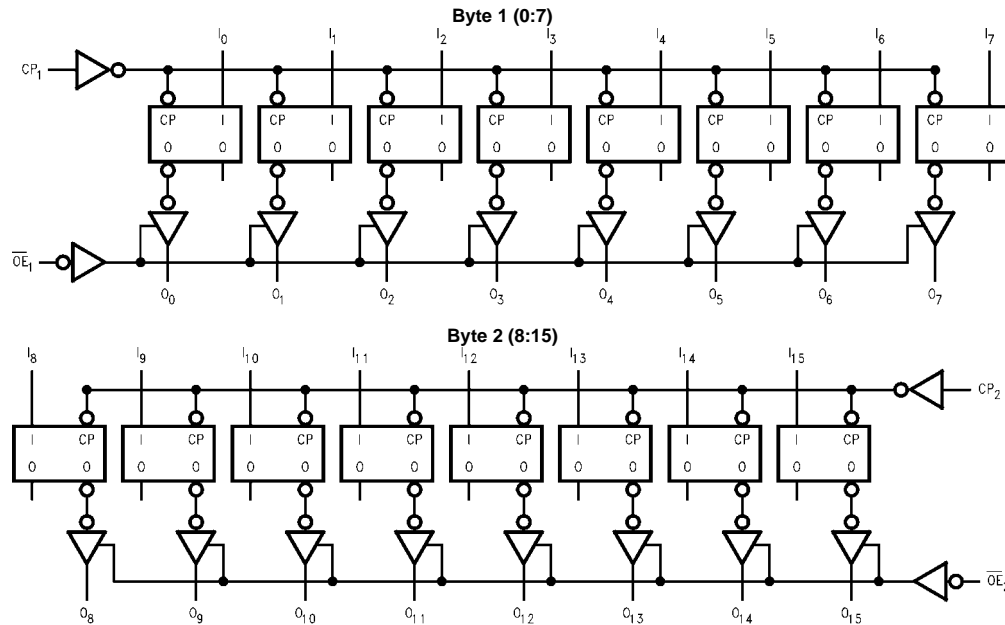 Byte 1 (0:7)
I0 I1 I2 I3 I4 I5 I6 I7
CP1
CP I CP I CP I CP I CP I CP I CP I CP I
O O O O O O O O O O O O O O O O
OE1
O0 O1 O2 O3 O4 O5 O6 O7
Byte 2 (8:15)
I8 I9 I10 I11 I12 I13 I14 I15
CP2
I CP I CP I CP I CP I CP I CP I CP I CP
O O O O O O O O O O O O O O O O
OE2
O8 O9 O10 O11 O12 O13 O14 O15